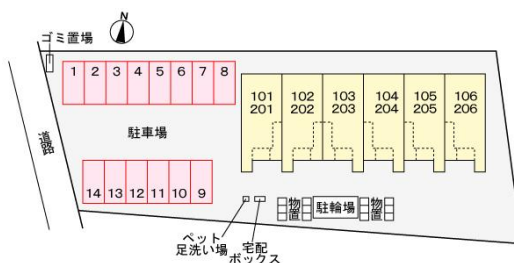 N
ゴミ置場
1 2 3 4 5 6 7 8
101 102 103 104 105 106
201 202 203 204 205 206
駐車場
道路
14 13 12 11 10 9
物置 駐輪場 物置
ペット
足洗い場
宅配
ボックス